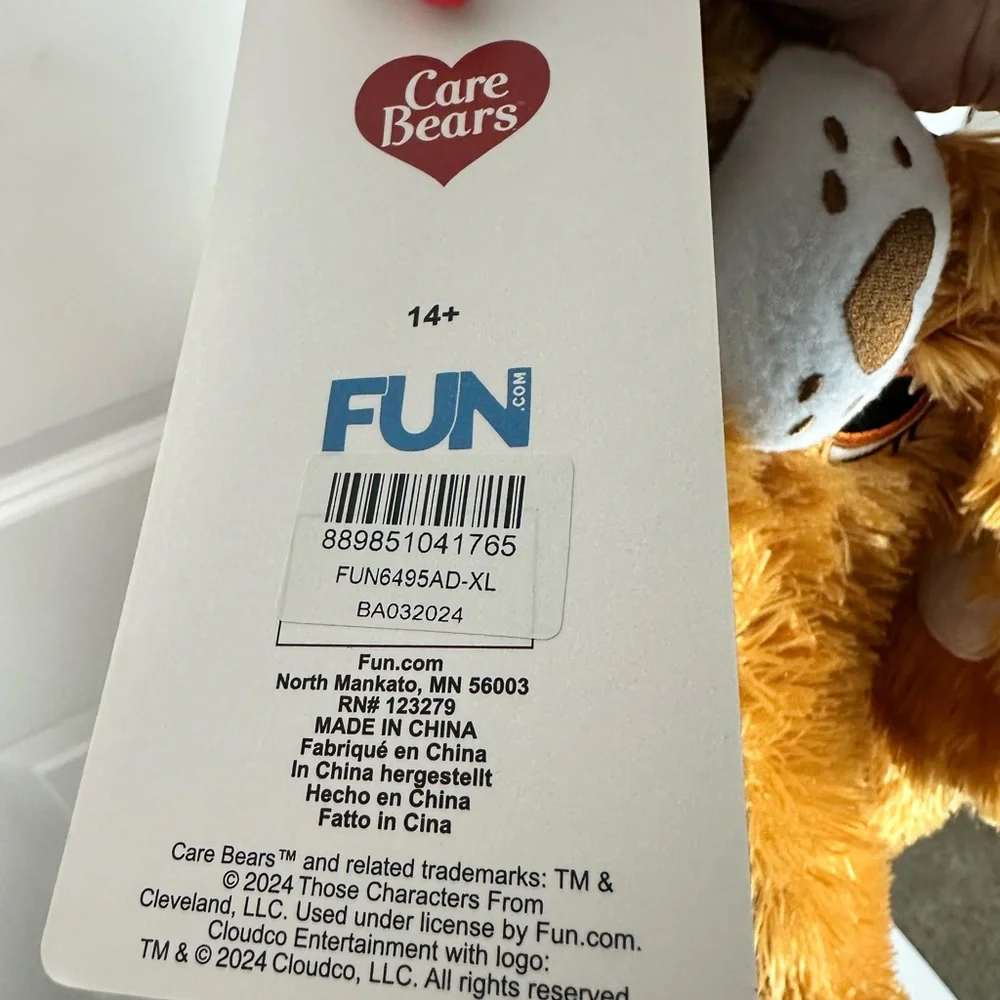 Care
Bears
14+
FUN.COM
889851041765
FUN6495AD-XL
BA032024
Fun.com
North Mankato, MN 56003
RN# 123279
MADE IN CHINA
Fabriqué en China
In China hergestellt
Hecho en China
Fatto in Cina
Care Bears™ and related trademarks: TM &
© 2024 Those Characters From
Cleveland, LLC. Used under license by Fun.com.
Cloudco Entertainment with logo:
TM & © 2024 Cloudco, LLC. All rights reserved